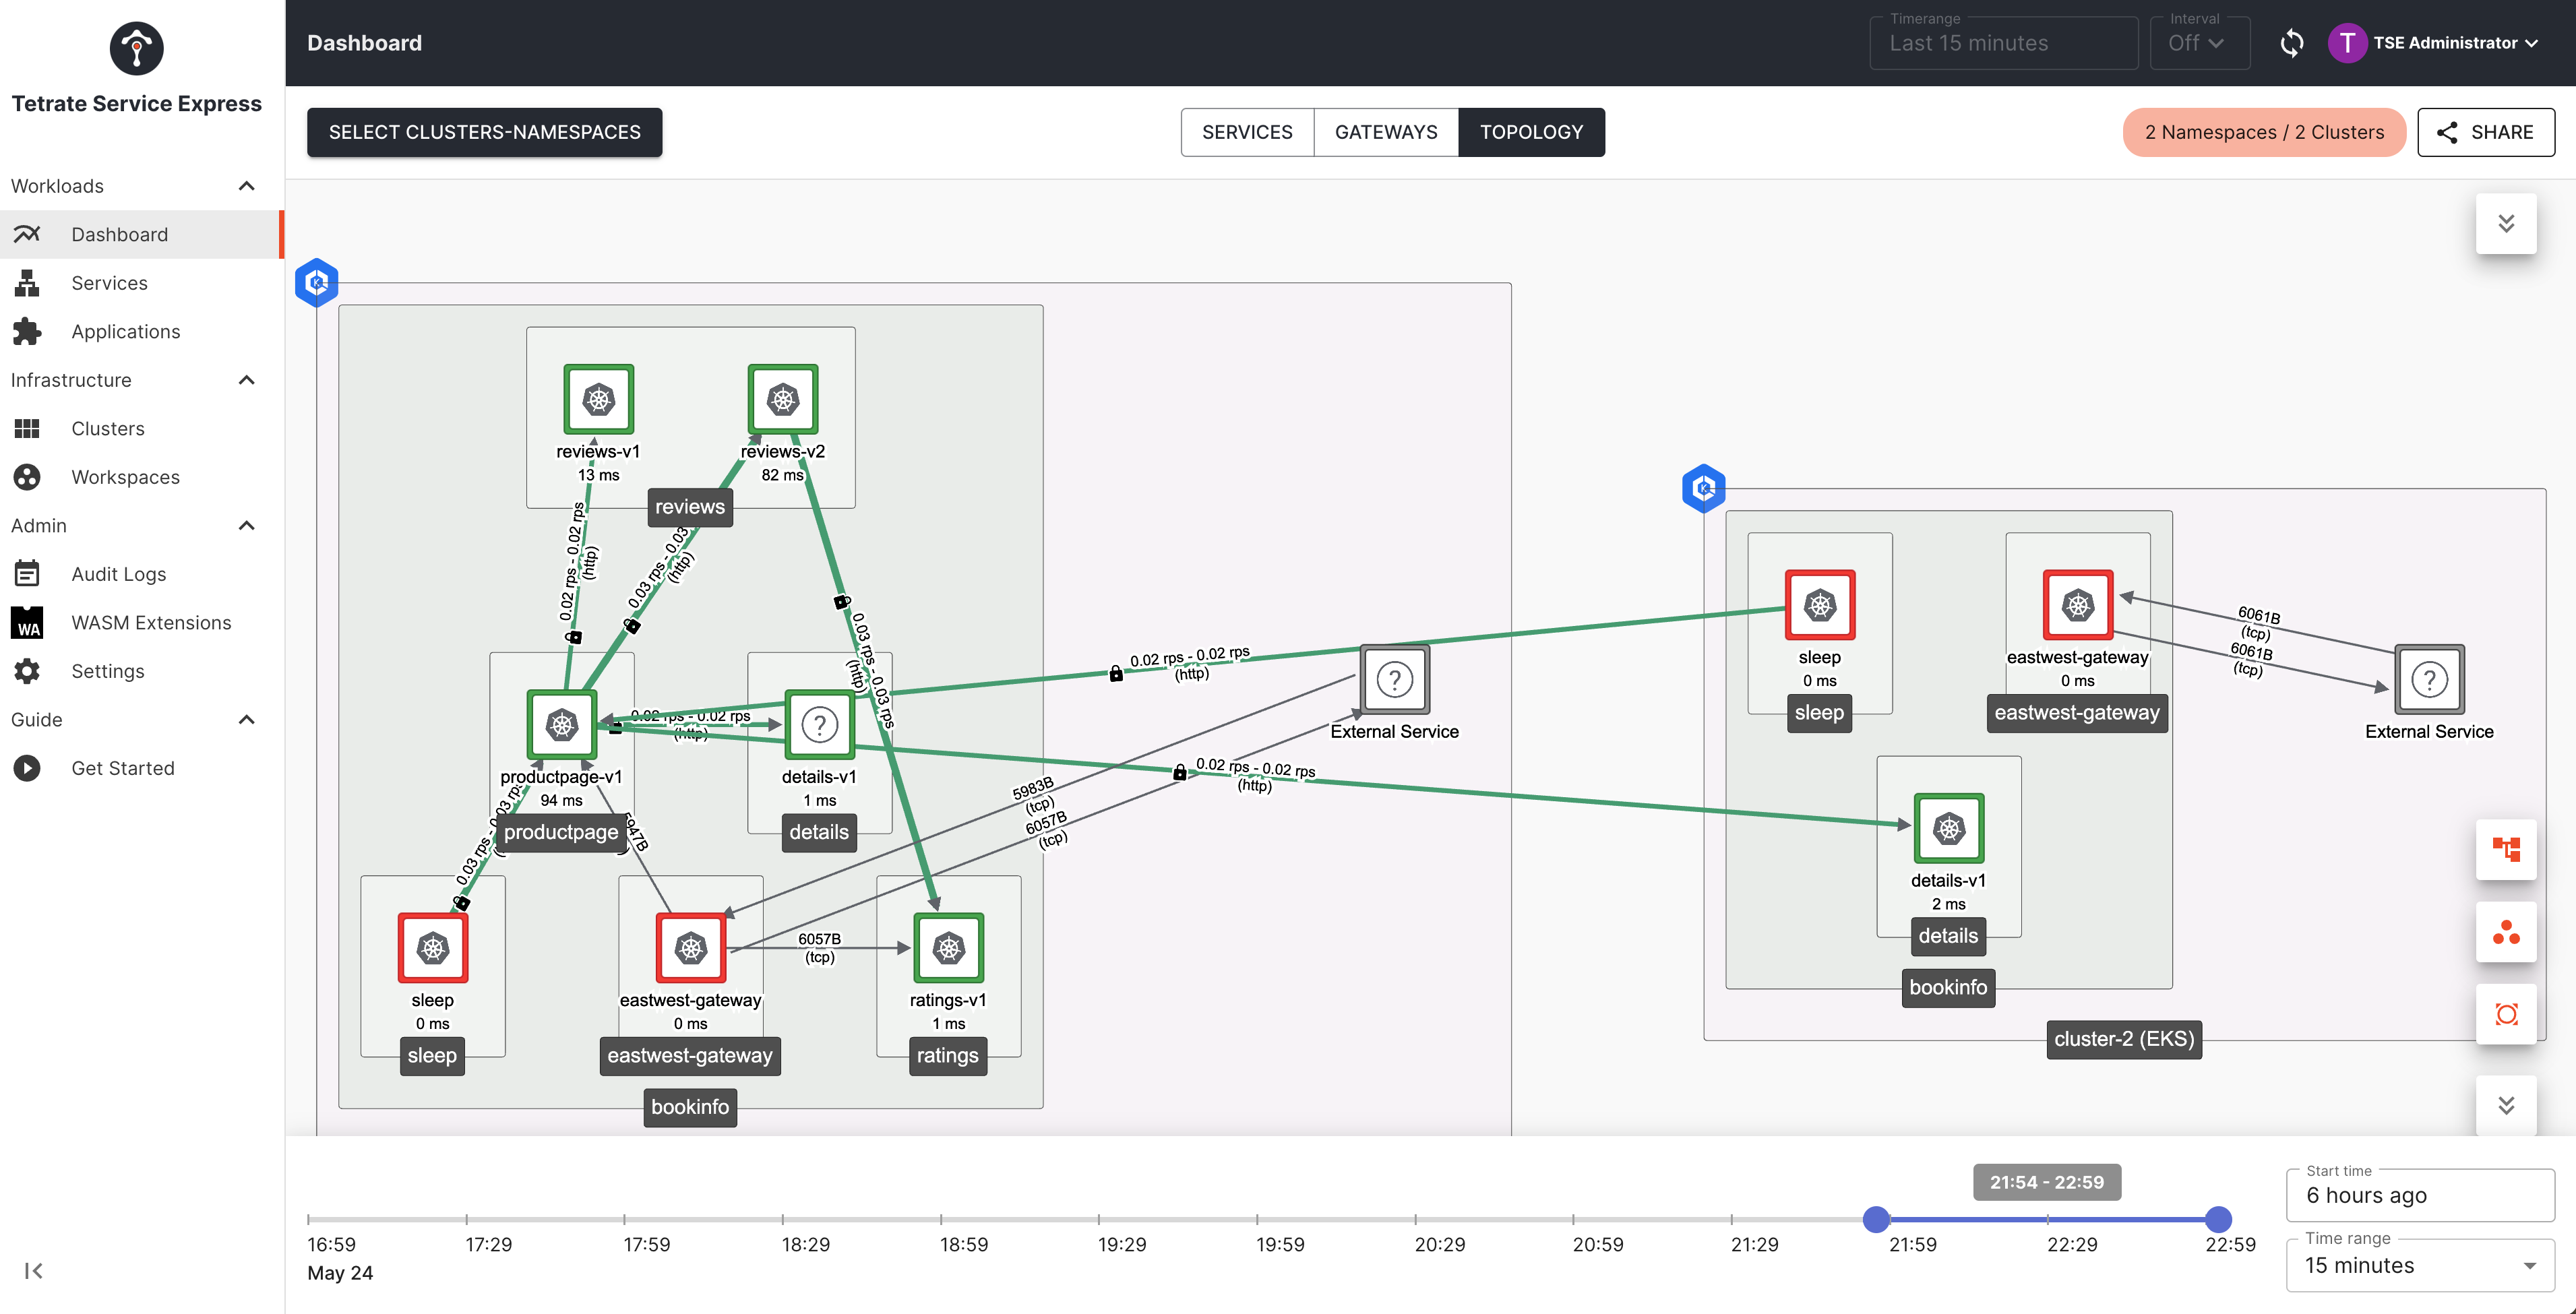 Tetrate Service Express
Workloads
Dashboard
Services
Applications
Infrastructure
Clusters
Workspaces
Admin
Audit Logs
WA
WASM Extensions
Settings
Guide
Get Started
Dashboard
Timerange
Last 15 minutes
Interval
Off
T
TSE Administrator
SELECT CLUSTERS-NAMESPACES
SERVICES
GATEWAYS
TOPOLOGY
2 Namespaces / 2 Clusters
SHARE
K
reviews-v1
13 ms
reviews-v2
82 ms
reviews
0.02 rps - 0.02 rps
(http)
0.03 rps - 0.03
(http)
0.03 rps - 0.03 rps
(http)
productpage-v1
94 ms
productpage
0.02 rps - 0.02 rps
(http)
?
details-v1
1 ms
details
0.02 rps - 0.02 rps
(http)
0.02 rps - 0.02 rps
(http)
?
External Service
5983B
(tcp)
6057B
(tcp)
0.03 rps - 0.03 rps
5947B
sleep
0 ms
sleep
eastwest-gateway
0 ms
eastwest-gateway
6057B
(tcp)
ratings-v1
1 ms
ratings
bookinfo
K
sleep
0 ms
sleep
eastwest-gateway
0 ms
eastwest-gateway
6061B
(tcp)
6061B
(tcp)
?
External Service
details-v1
2 ms
details
bookinfo
cluster-2 (EKS)
21:54 - 22:59
16:59
17:29
17:59
18:29
18:59
19:29
19:59
20:29
20:59
21:29
21:59
22:29
22:59
May 24
Start time
6 hours ago
Time range
15 minutes